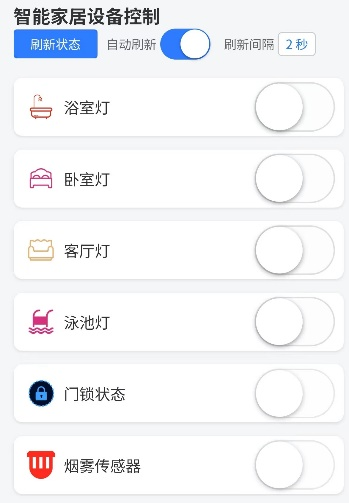 智能家居设备控制
刷新状态 自动刷新 刷新间隔 2 秒
浴室灯
卧室灯
客厅灯
泳池灯
门锁状态
烟雾传感器